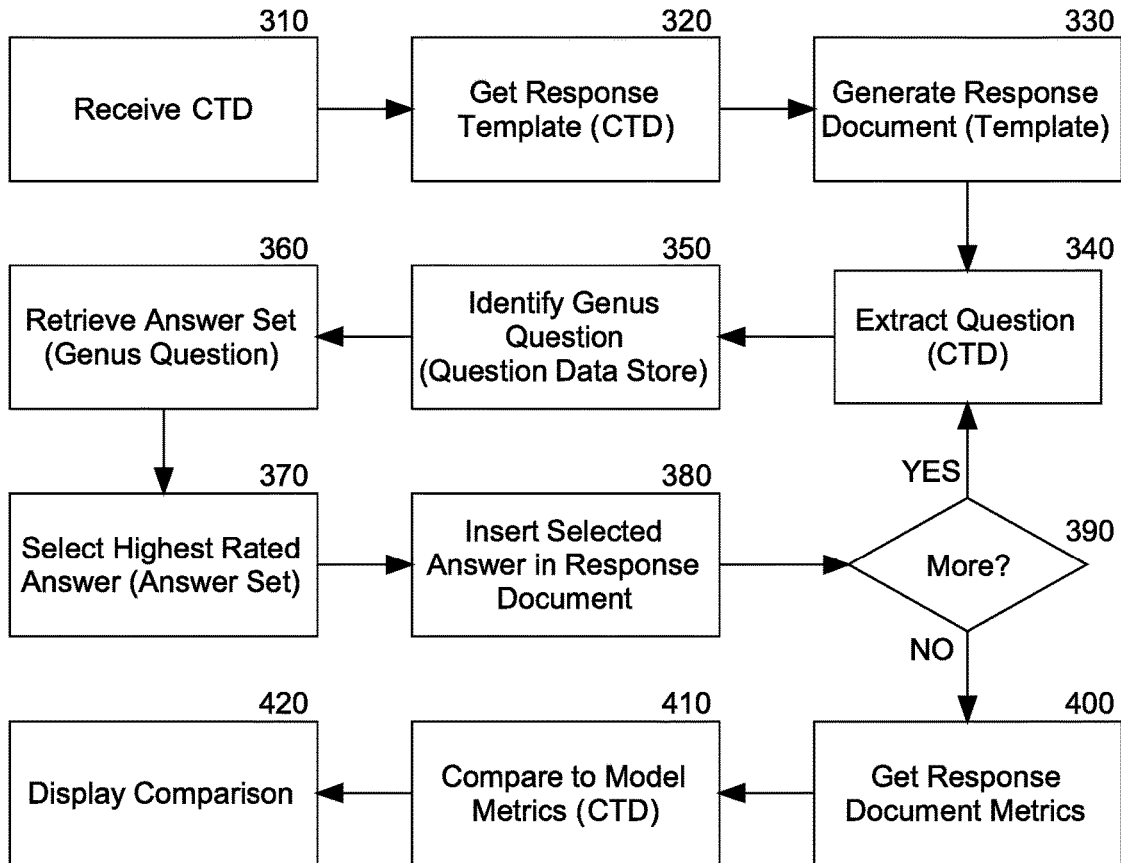 310
Receive CTD
320
Get Response
Template (CTD)
330
Generate Response
Document (Template)
340
Extract Question
(CTD)
350
Identify Genus
Question
(Question Data Store)
360
Retrieve Answer Set
(Genus Question)
370
Select Highest Rated
Answer (Answer Set)
380
Insert Selected
Answer in Response
Document
390
More?
YES
NO
400
Get Response
Document Metrics
410
Compare to Model
Metrics (CTD)
420
Display Comparison